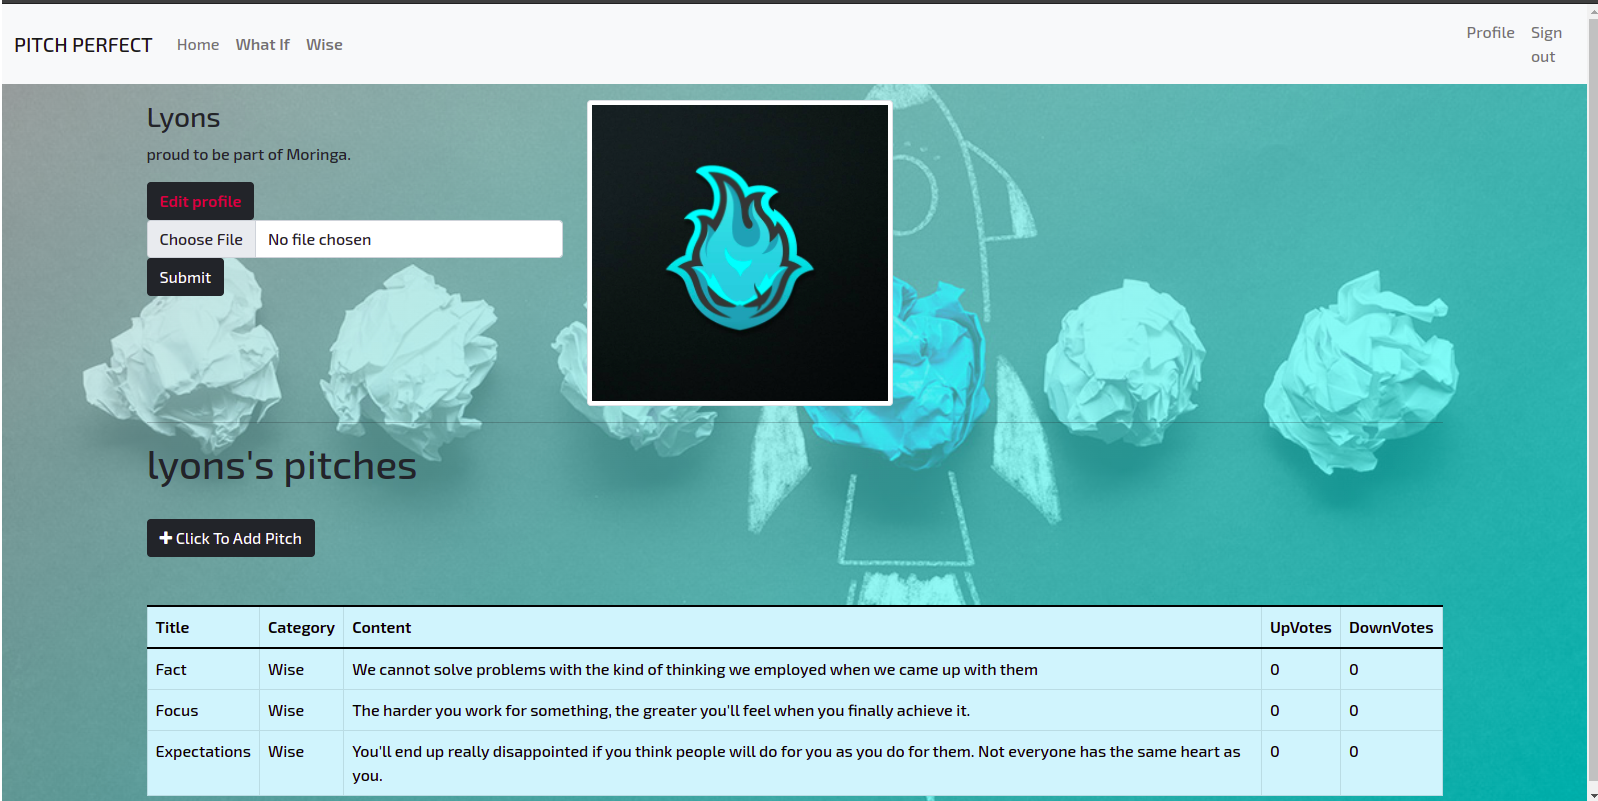 PITCH PERFECT Home What If Wise Profile Sign out
Lyons
proud to be part of Moringa.
Edit profile
Choose File No file chosen
Submit
lyons's pitches
Click To Add Pitch
Title Category Content UpVotes DownVotes
Fact Wise We cannot solve problems with the kind of thinking we employed when we came up with them 0 0
Focus Wise The harder you work for something, the greater you'll feel when you finally achieve it. 0 0
Expectations Wise You'll end up really disappointed if you think people will do for you as you do for them. Not everyone has the same heart as 0 0
you.